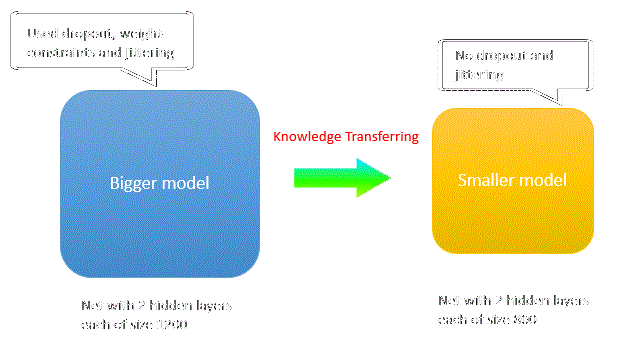 Used dropout, weight
constraints and jittering
No dropout and
jittering
Knowledge Transferring
Bigger model
Smaller model
Net with 2 hidden layers
each of size 1200
Net with 2 hidden layers
each of size 800